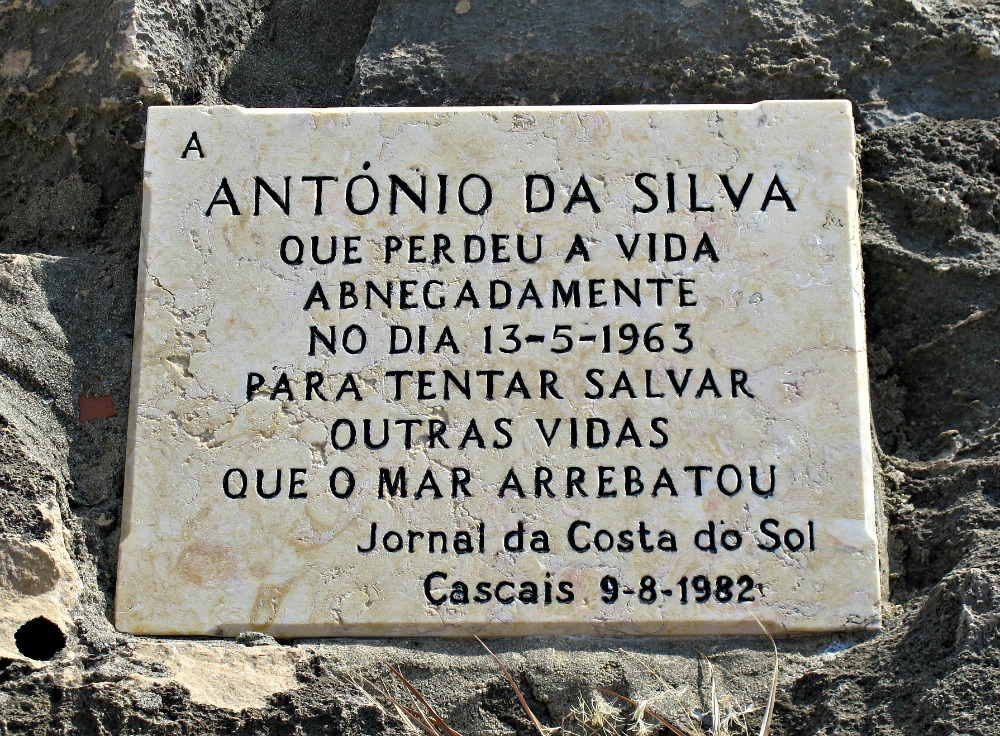 A
ANTÓNIO DA SILVA
QUE PERDEU A VIDA
ABNEGADAMENTE
NO DIA 13-5-1963
PARA TENTAR SALVAR
OUTRAS VIDAS
QUE O MAR ARREBATOU
Jornal da Costa do Sol
Cascais 9-8-1982